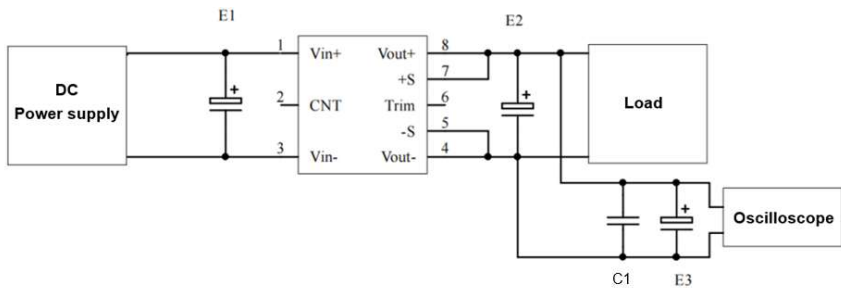 E1
E2
DC
Power supply
1
Vin+
Vout+
8
+S
7
2
CNT
Trim
6
-S
5
3
Vin-
Vout-
4
+
+
Load
+
Oscilloscope
C1
E3